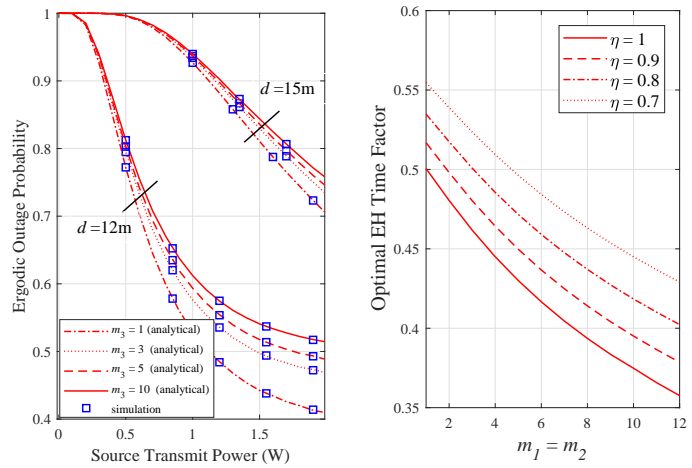 1
0.9
0.8
0.7
0.6
0.5
0.4
Ergodic Outage Probability
d = 15m
d = 12m
m3 = 1 (analytical)
m3 = 3 (analytical)
m3 = 5 (analytical)
m3 = 10 (analytical)
simulation
0 0.5 1 1.5
Source Transmit Power (W)
0.6
0.55
0.5
0.45
0.4
0.35
Optimal EH Time Factor
η = 1
η = 0.9
η = 0.8
η = 0.7
2 4 6 8 10 12
m1 = m2